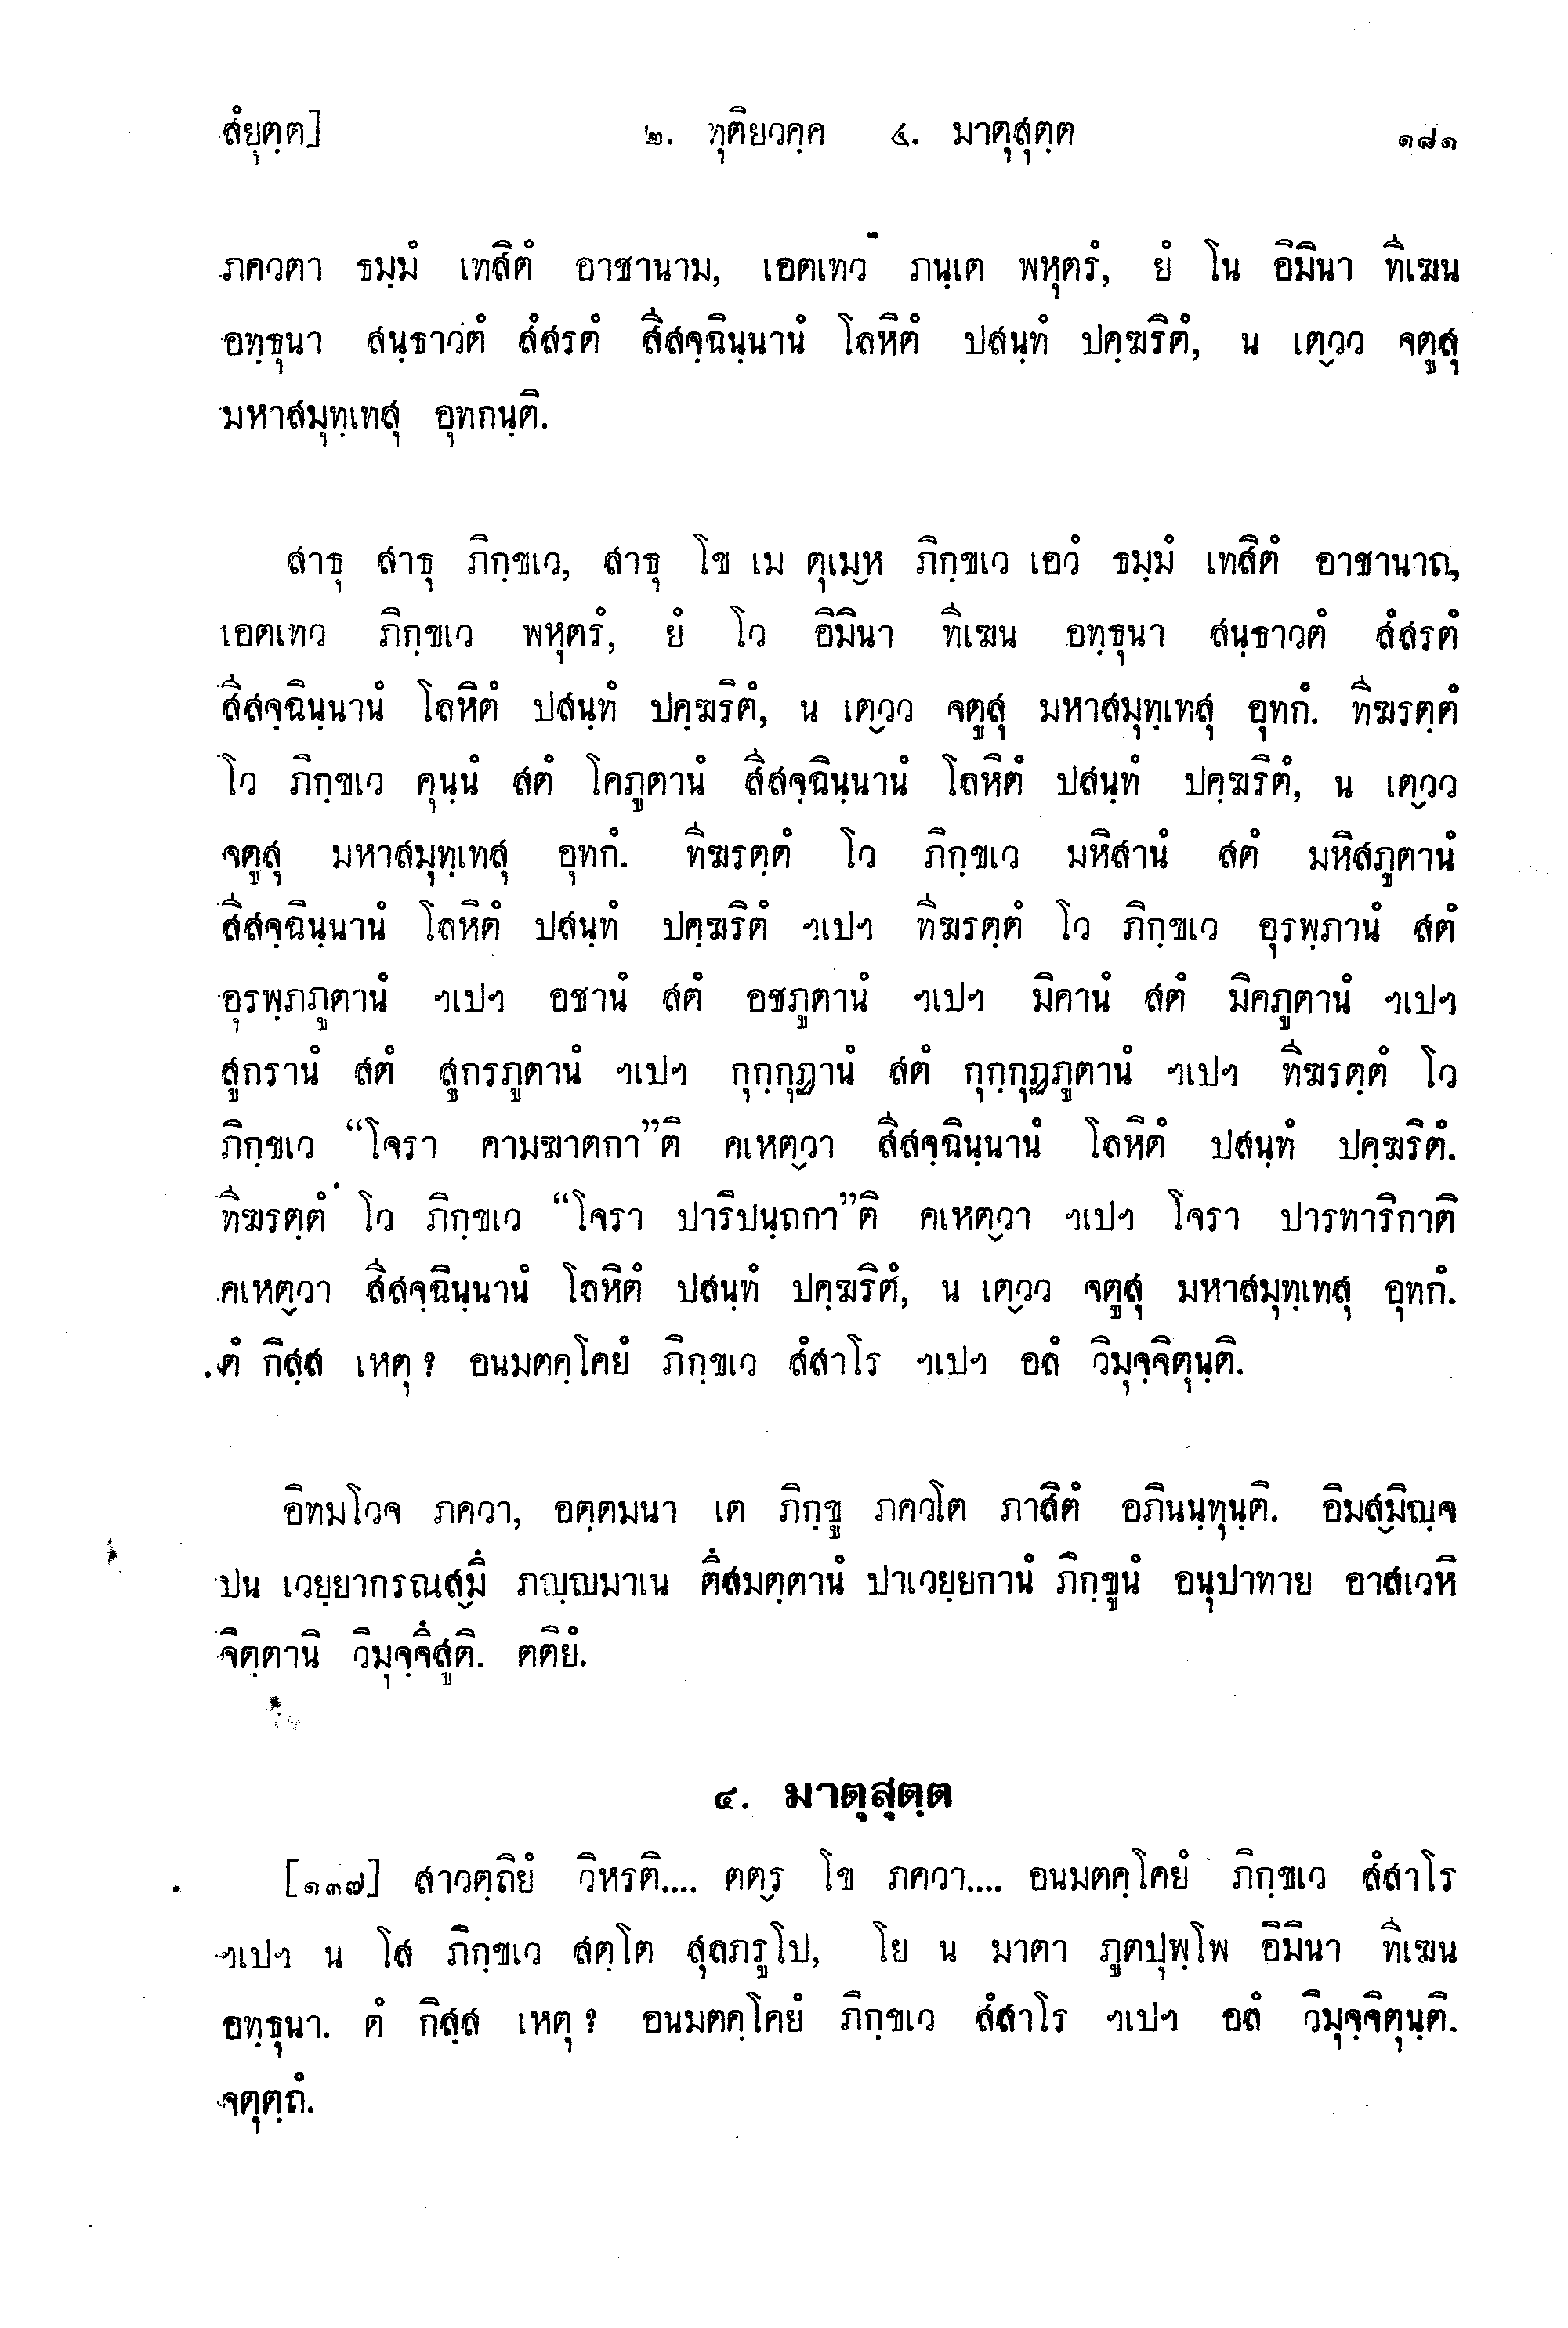 สํยุตฺต]   ๒. ทุติยวคฺค   ๔. มาตุสุตฺต   ๑๘๑
ภควตา ธมฺมํ เทสิตํ อาชานาม, เอตเทว ภนฺเต พหุตรํ, ยํ โน อิมินา ทีเฆน
อทฺธุนา สนฺธาวตํ สํสรตํ สีสจฺฉินฺนานํ โลหิตํ ปสนฺทํ ปคฺฆริตํ, น เตฺวว จตูสุ
มหาสมุทฺเทสุ อุทกนฺติ.
สาธุ สาธุ ภิกฺขเว, สาธุ โข เม ตุเมฺห ภิกฺขเว เอวํ ธมฺมํ เทสิตํ อาชานาถ,
เอตเทว ภิกฺขเว พหุตรํ, ยํ โว อิมินา ทีเฆน อทฺธุนา สนฺธาวตํ สํสรตํ
สีสจฺฉินฺนานํ โลหิตํ ปสนฺทํ ปคฺฆริตํ, น เตฺวว จตูสุ มหาสมุทฺเทสุ อุทกํ. ทีฆรตฺตํ
โว ภิกฺขเว คุนฺนํ สตํ โคภูตานํ สีสจฺฉินฺนานํ โลหิตํ ปสนฺทํ ปคฺฆริตํ, น เตฺวว
จตูสุ มหาสมุทฺเทสุ อุทกํ. ทีฆรตฺตํ โว ภิกฺขเว มหิสานํ สตํ มหิสภูตานํ
สีสจฺฉินฺนานํ โลหิตํ ปสนฺทํ ปคฺฆริตํ ฯเปฯ ทีฆรตฺตํ โว ภิกฺขเว อุรพฺภานํ สตํ
อุรพฺภภูตานํ ฯเปฯ อชานํ สตํ อชภูตานํ ฯเปฯ มิคานํ สตํ มิคภูตานํ ฯเปฯ
สูกรานํ สตํ สูกรภูตานํ ฯเปฯ กุกฺกุฏานํ สตํ กุกฺกุฏภูตานํ ฯเปฯ ทีฆรตฺตํ โว
ภิกฺขเว “โจรา คามฆาตกา”ติ คเหตฺวา สีสจฺฉินฺนานํ โลหิตํ ปสนฺทํ ปคฺฆริตํ.
ทีฆรตฺตํ โว ภิกฺขเว “โจรา ปาริปนฺถกา”ติ คเหตฺวา ฯเปฯ โจรา ปารทาริกาติ
คเหตฺวา สีสจฺฉินฺนานํ โลหิตํ ปสนฺทํ ปคฺฆริตํ, น เตฺวว จตูสุ มหาสมุทฺเทสุ อุทกํ.
ตํ กิสฺส เหตุ? อนมตคฺโคยํ ภิกฺขเว สํสาโร ฯเปฯ อลํ วิมุจฺจิตุนฺติ.
อิทมโวจ ภควา, อตฺตมนา เต ภิกฺขู ภควโต ภาสิตํ อภินนฺทุนฺติ. อิมสฺมิญฺจ
ปน เวยฺยากรณสฺมิํ ภญฺญมาเน ติํสมตฺตานํ ปาเวยฺยกานํ ภิกฺขูนํ อนุปาทาย อาสเวหิ
จิตฺตานิ วิมุจฺจิํสูติ. ตติยํ.
๔. มาตุสุตฺต
[๑๓๗] สาวตฺถิยํ วิหรติ.... ตตฺร โข ภควา.... อนมตคฺโคยํ ภิกฺขเว สํสาโร
ฯเปฯ น โส ภิกฺขเว สตฺโต สุลภรูโป, โย น มาตา ภูตปุพฺโพ อิมินา ทีเฆน
อทฺธุนา. ตํ กิสฺส เหตุ? อนมตคฺโคยํ ภิกฺขเว สํสาโร ฯเปฯ อลํ วิมุจฺจิตุนฺติ.
จตุตฺถํ.